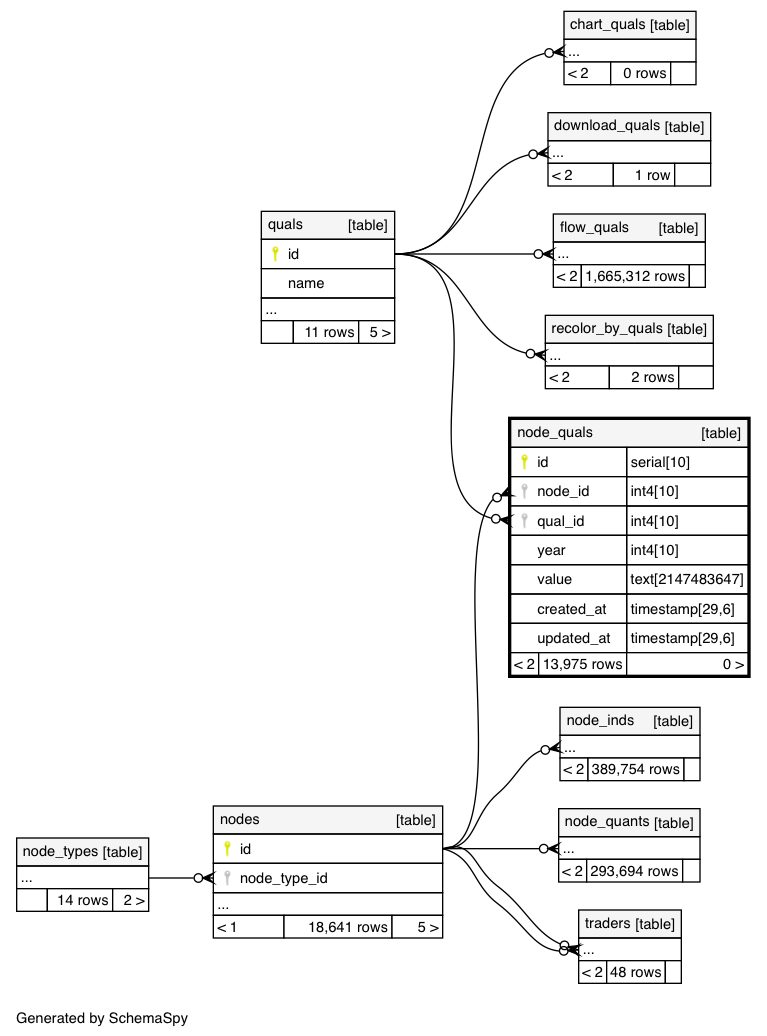 chart_quals [table]
...
< 2 0 rows
download_quals [table]
...
< 2 1 row
quals [table]
id
name
...
11 rows 5 >
flow_quals [table]
...
< 2 1,665,312 rows
recolor_by_quals [table]
...
< 2 2 rows
node_quals [table]
id serial[10]
node_id int4[10]
qual_id int4[10]
year int4[10]
value text[2147483647]
created_at timestamp[29,6]
updated_at timestamp[29,6]
< 2 13,975 rows 0 >
node_inds [table]
...
< 2 389,754 rows
node_types [table]
...
14 rows 2 >
nodes [table]
id
node_type_id
...
< 1 18,641 rows 5 >
node_quants [table]
...
< 2 293,694 rows
traders [table]
...
< 2 48 rows
Generated by SchemaSpy